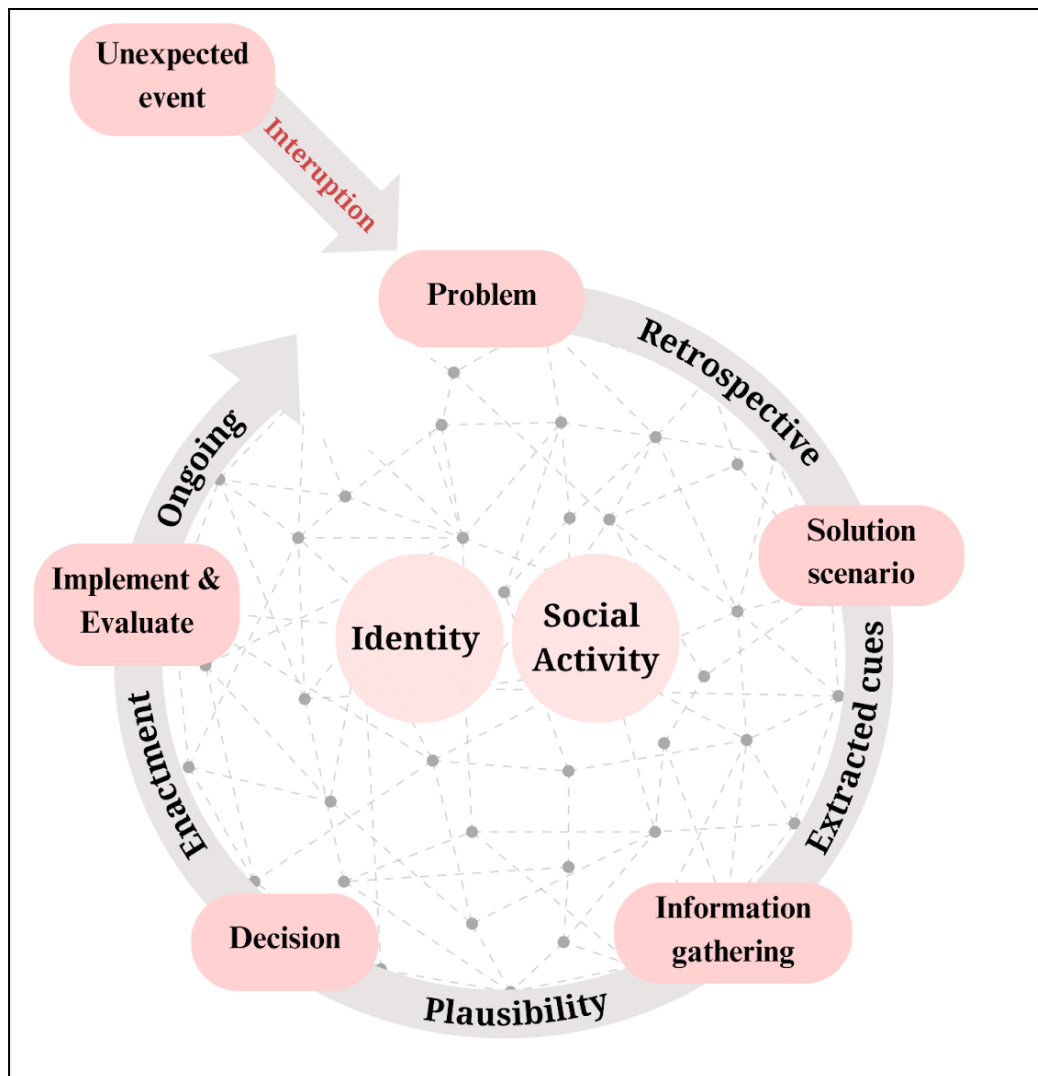 Unexpected
event
Interuption
Problem
Retrospective
Solution
scenario
Extracted cues
Information
gathering
Plausibility
Decision
Enactment
Implement &
Evaluate
Ongoing
Identity
Social
Activity